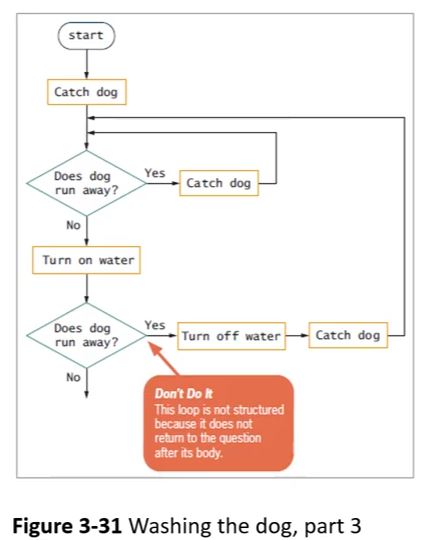 start
Catch dog
Does dog
run away?
Yes
Catch dog
No
Turn on water
Does dog
run away?
Yes
Turn off water
Catch dog
No
Don't Do It
This loop is not structured
because it does not
return to the question
after its body.
Figure 3-31 Washing the dog, part 3